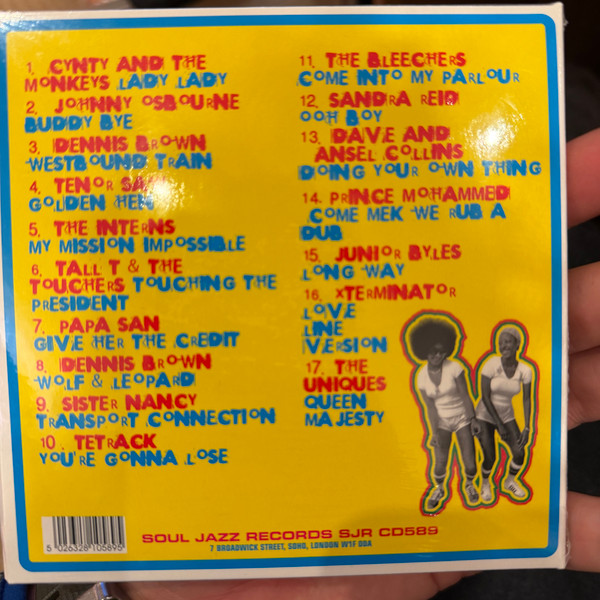 1. CYNTY AND THE
MONKEYS LADY LADY
2. JOHNNY OSBOURNE
BUDDY BYE
3. DENNIS BROWN
WESTBOUND TRAIN
4. TENOR SAW
GOLDEN HEN
5. THE INTERNS
MY MISSION IMPOSSIBLE
6. TALL T & THE
TOUCHERS TOUCHING THE
PRESIDENT
7. PAPA SAN
GIVE HER THE CREDIT
8. DENNIS BROWN
WOLF & LEOPARD
9. SISTER NANCY
TRANSPORT CONNECTION
10. TETRACK
YOU'RE GONNA LOSE
11. THE BLEECHERS
COME INTO MY PARLOUR
12. SANDRA REID
OOH BOY
13. DAVE AND
ANSEL COLLINS
DOING YOUR OWN THING
14. PRINCE MOHAMMED
COME MEK WE RUB A
DUB
15. JUNIOR BYLES
LONG WAY
16. XTERMINATOR
LOVE
LINE
VERSION
17. THE
UNIQUES
QUEEN
MAJESTY
5 026328 105895
SOUL JAZZ RECORDS SJR CD589
7 BROADWICK STREET, SOHO, LONDON W1F 0DA